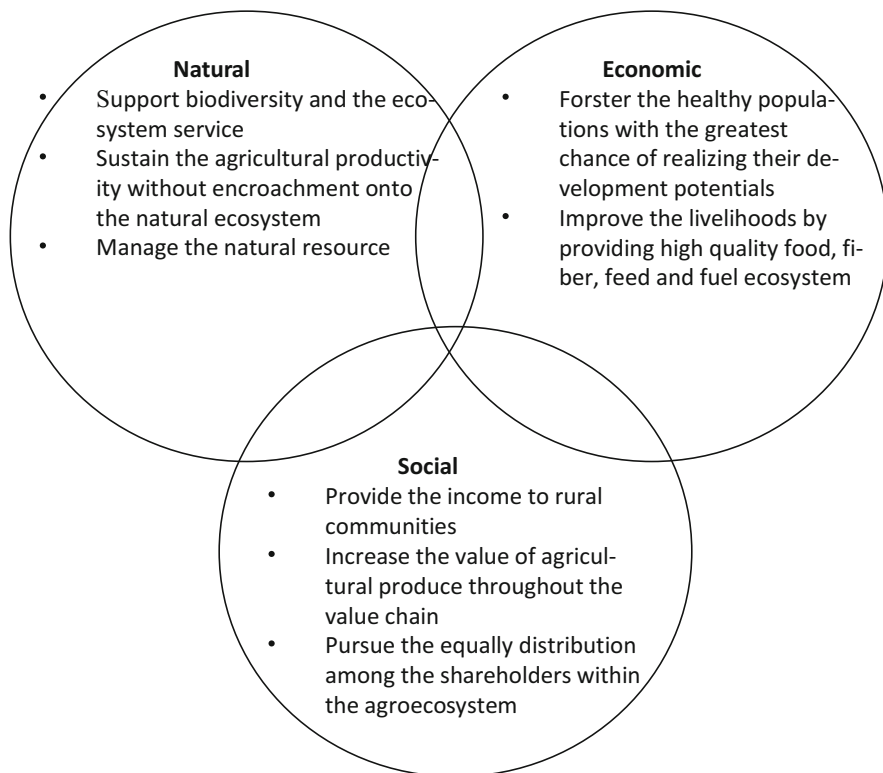 Natural
• Support biodiversity and the eco-
system service
• Sustain the agricultural productiv-
ity without encroachment onto
the natural ecosystem
• Manage the natural resource
Economic
• Forster the healthy popula-
tions with the greatest
chance of realizing their de-
velopment potentials
• Improve the livelihoods by
providing high quality food, fi-
ber, feed and fuel ecosystem
Social
• Provide the income to rural
communities
• Increase the value of agricul-
tural produce throughout the
value chain
• Pursue the equally distribution
among the shareholders within
the agroecosystem